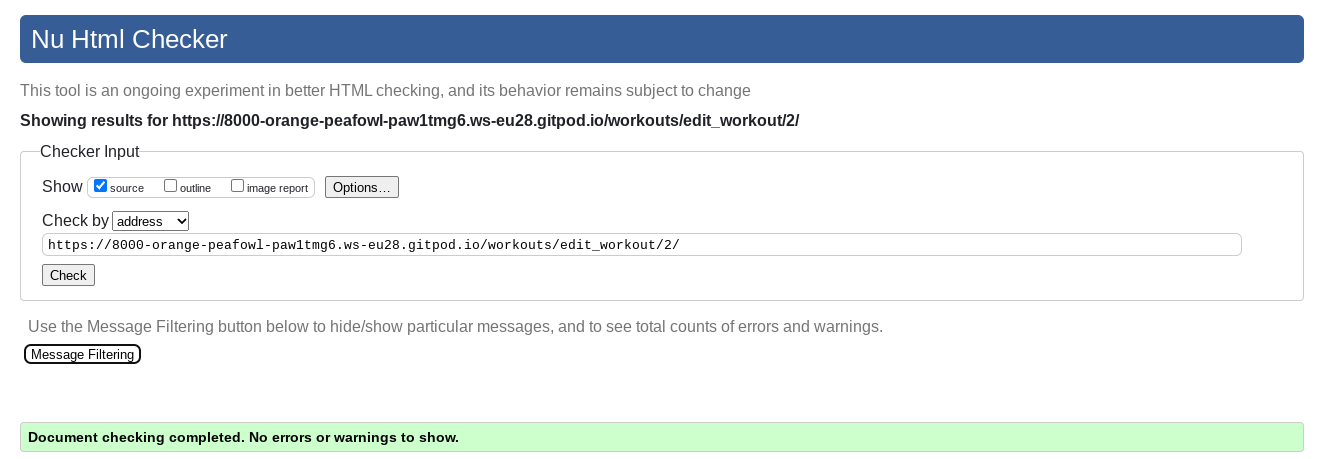 Nu Html Checker
This tool is an ongoing experiment in better HTML checking, and its behavior remains subject to change
Showing results for https://8000-orange-peafowl-paw1tmg6.ws-eu28.gitpod.io/workouts/edit_workout/2/
Checker Input
Show source outline image report Options...
Check by address
https://8000-orange-peafowl-paw1tmg6.ws-eu28.gitpod.io/workouts/edit_workout/2/
Check
Use the Message Filtering button below to hide/show particular messages, and to see total counts of errors and warnings.
Message Filtering
Document checking completed. No errors or warnings to show.